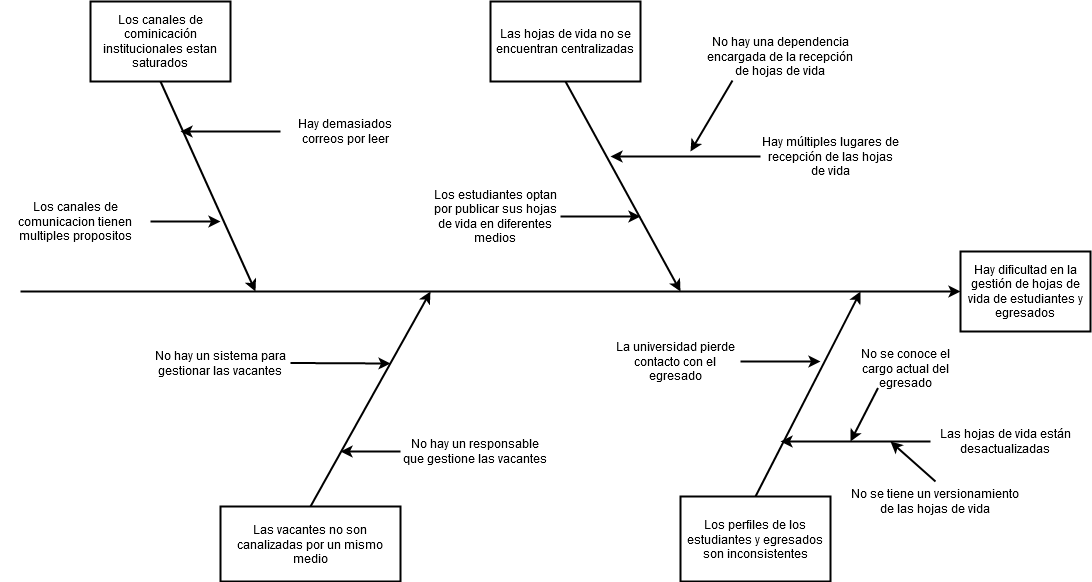 Los canales de
cominicación
institucionales estan
saturados
Las hojas de vida no se
encuentran centralizadas
No hay una dependencia
encargada de la recepción
de hojas de vida
Hay demasiados
correos por leer
Hay múltiples lugares de
recepción de las hojas
de vida
Los canales de
comunicacion tienen
multiples propositos
Los estudiantes optan
por publicar sus hojas
de vida en diferentes
medios
Hay dificultad en la
gestión de hojas de
vida de estudiantes y
egresados
No hay un sistema para
gestionar las vacantes
La universidad pierde
contacto con el
egresado
No se conoce el
cargo actual del
egresado
No hay un responsable
que gestione las vacantes
Las hojas de vida están
desactualizadas
No se tiene un versionamiento
de las hojas de vida
Las vacantes no son
canalizadas por un mismo
medio
Los perfiles de los
estudiantes y egresados
son inconsistentes